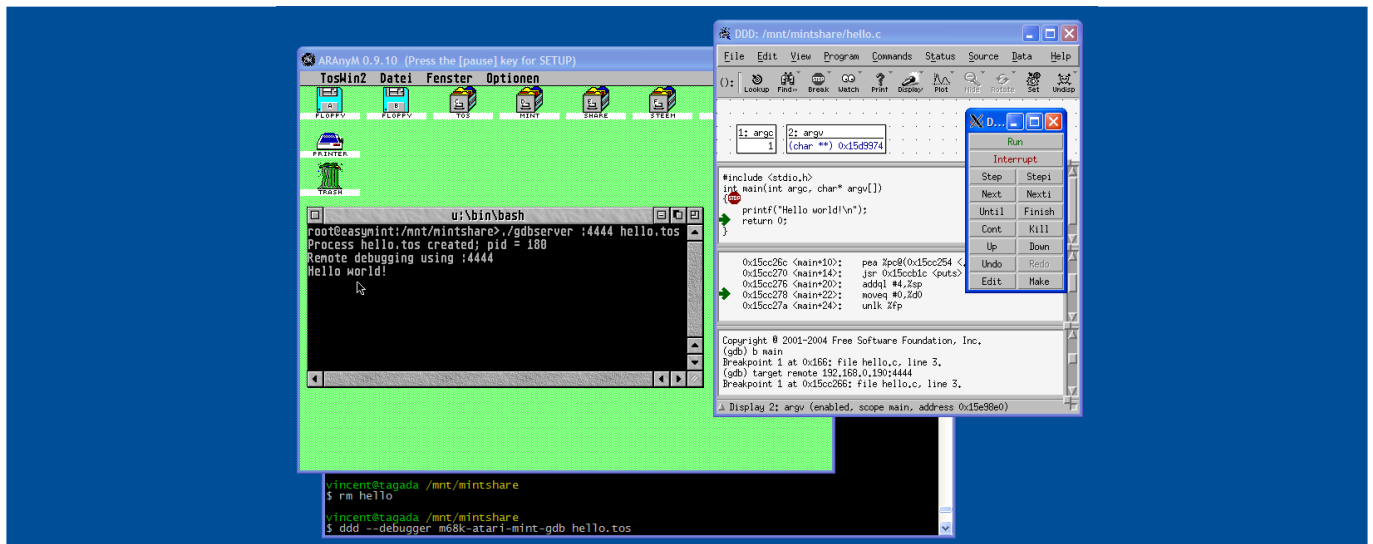 ARAnyM 0.9.10 (Press the [pause] key for SETUP)
TosWin2 Datei Fenster Optionen
A
B
FLOPPY FLOPPY TOS MINT SHARE STEEM
PRINTER
TRASH
u:\bin\bash
root@easymint:/mnt/mintshare>./gdbserver :4444 hello.tos
Process hello.tos created; pid = 180
Remote debugging using :4444
Hello world!
vincent@tagada /mnt/mintshare
$ rm hello
vincent@tagada /mnt/mintshare
$ ddd --debugger m68k-atari-mint-gdb hello.tos
DDD: /mnt/mintshare/hello.c
File Edit View Program Commands Status Source Data Help
():
Lookup Find» Break Watch Print Display Plot Hide Rotate Set Undisp
1: argc
1
2: argv
(char **) 0x15d9974
#include <stdio.h>
int main(int argc, char* argv[])
{
STOP
printf("Hello world!\n");
return 0;
}
0x15cc26c <main+10>: pea %pc@(0x15cc254 <.
0x15cc270 <main+14>: jsr 0x15ccb1c <puts>
0x15cc276 <main+20>: addql #4,%sp
0x15cc278 <main+22>: moveq #0,%d0
0x15cc27a <main+24>: unlk %fp
Copyright © 2001-2004 Free Software Foundation, Inc.
(gdb) b main
Breakpoint 1 at 0x166: file hello.c, line 3.
(gdb) target remote 192.168.0.190:4444
Breakpoint 1 at 0x15cc266: file hello.c, line 3.
Display 2: argv (enabled, scope main, address 0x15e98e0)
D...
Run
Interrupt
Step Stepi
Next Nexti
Until Finish
Cont Kill
Up Down
Undo Redo
Edit Make